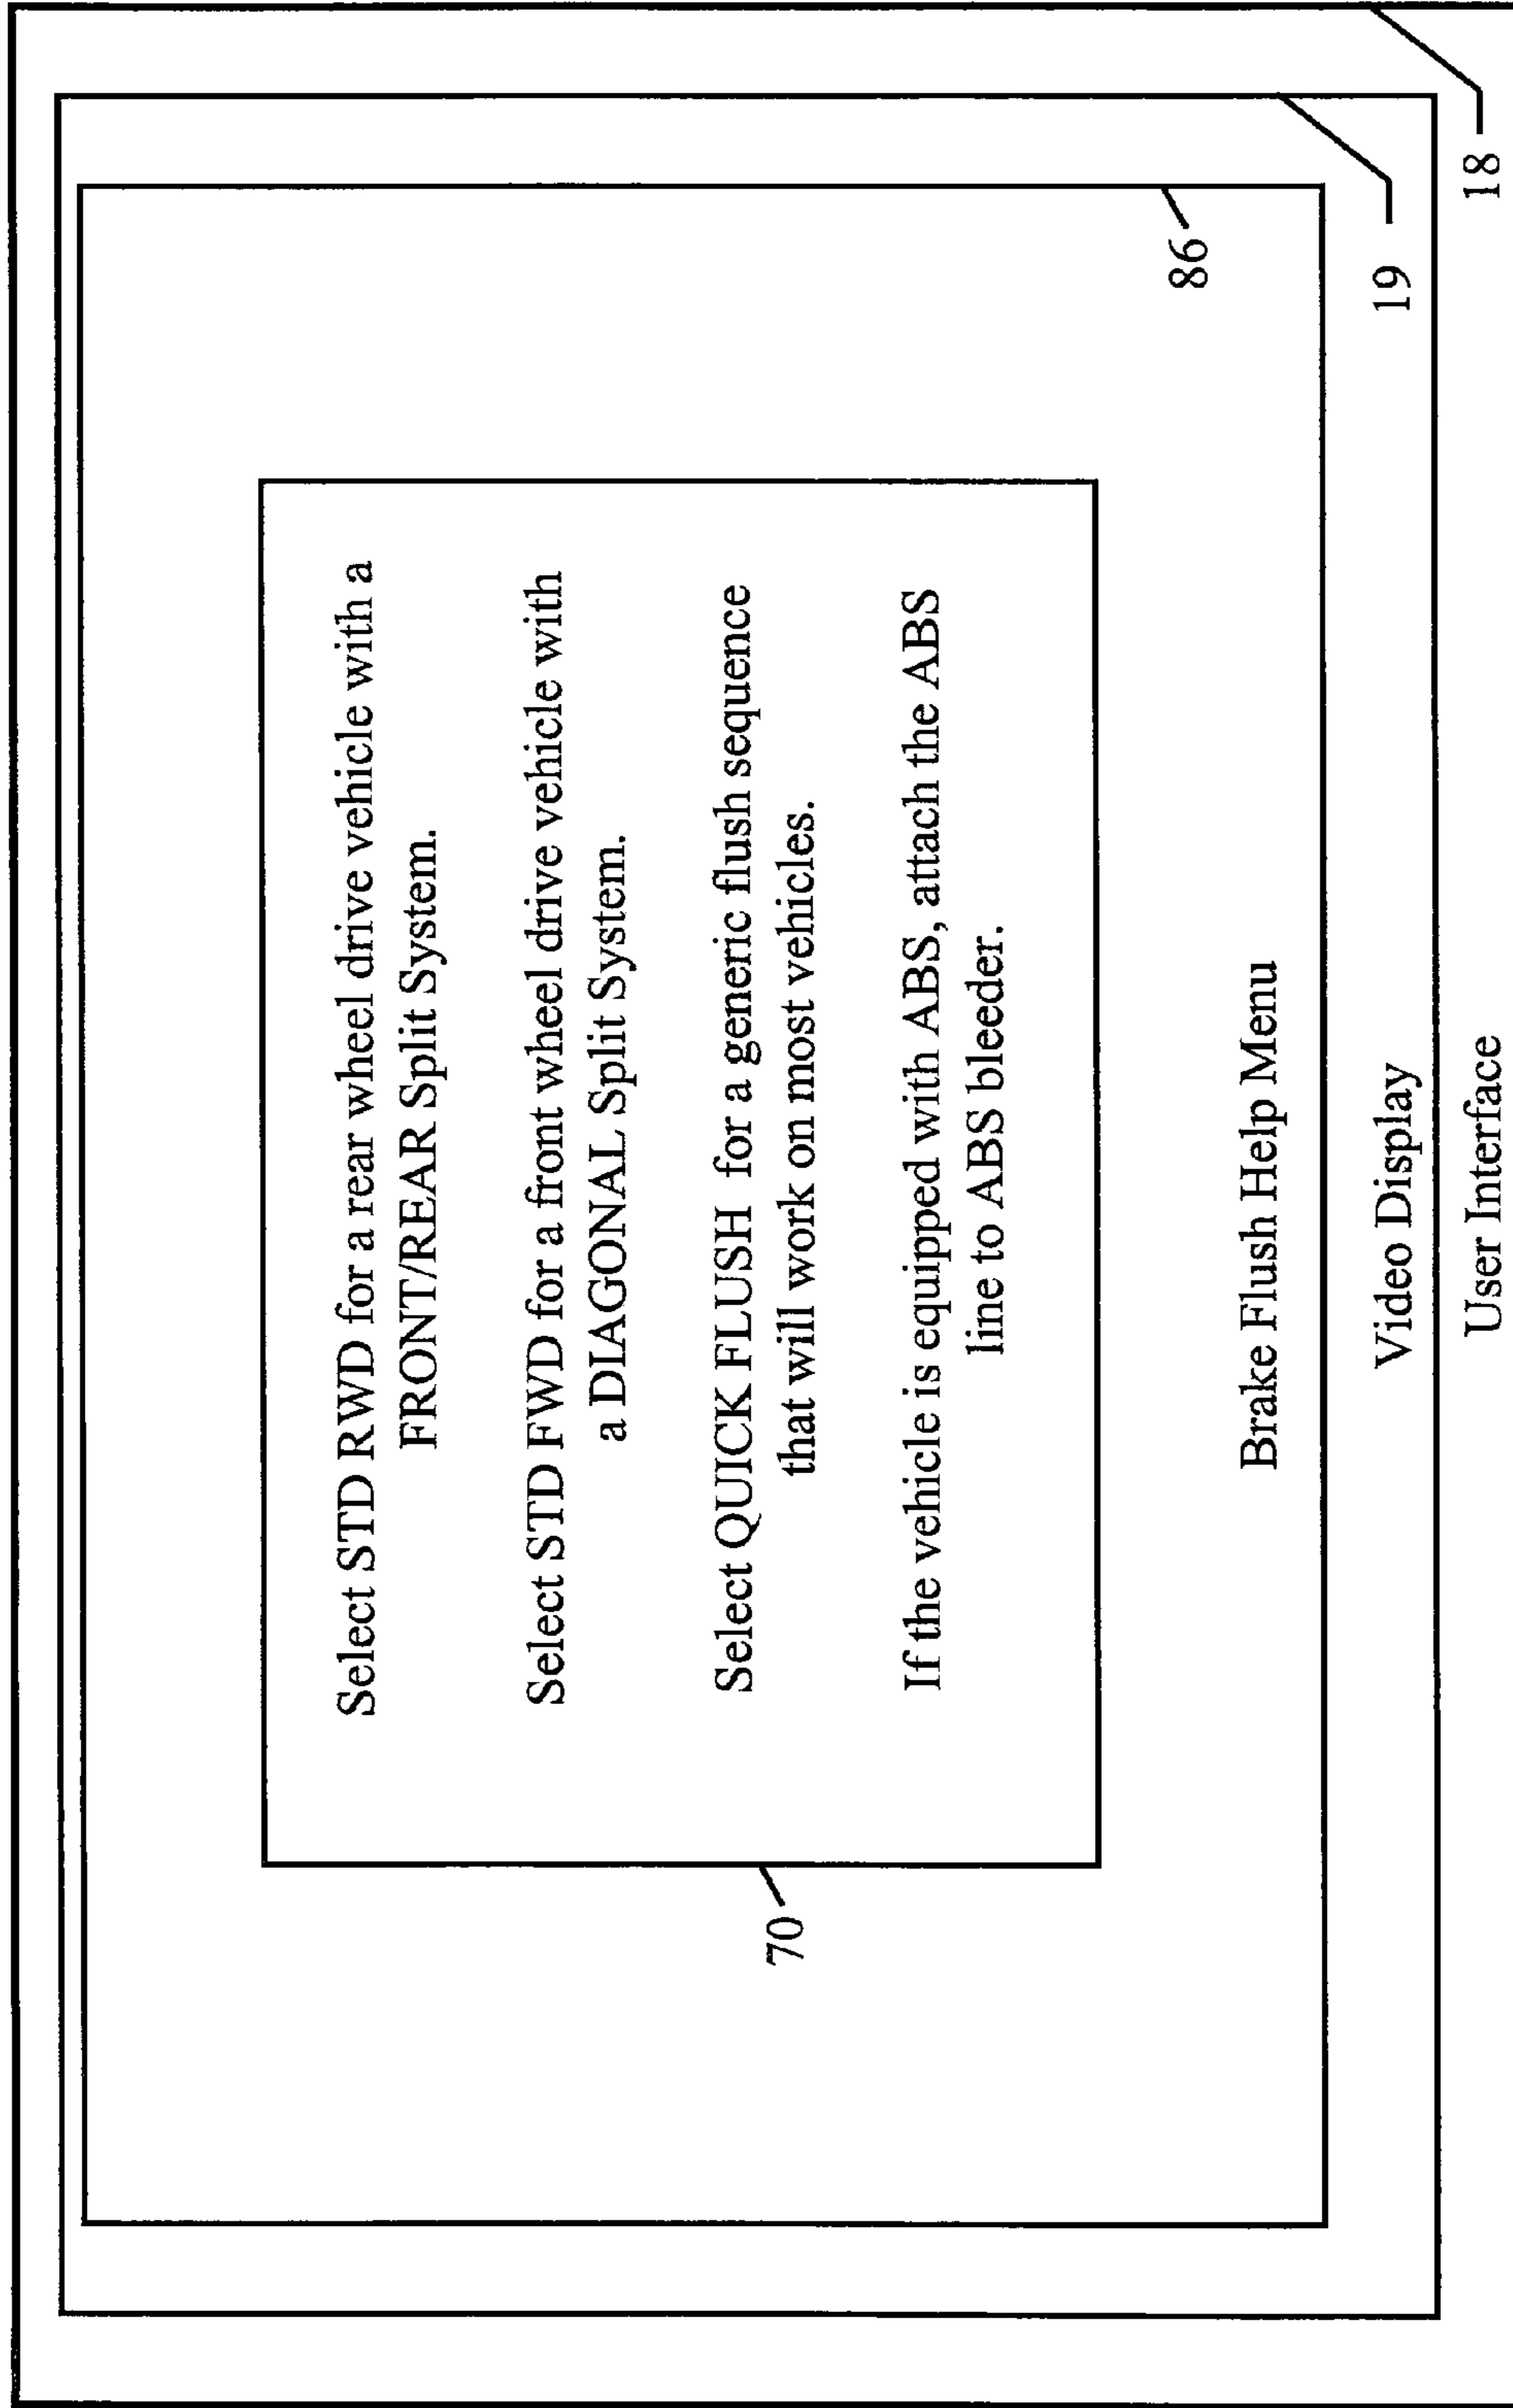 Select STD RWD for a rear wheel drive vehicle with a
FRONT/REAR Split System.
Select STD FWD for a front wheel drive vehicle with
a DIAGONAL Split System.
Select QUICK FLUSH for a generic flush sequence
that will work on most vehicles.
If the vehicle is equipped with ABS, attach the ABS
line to ABS bleeder.
70
86
Brake Flush Help Menu
19
Video Display
18
User Interface